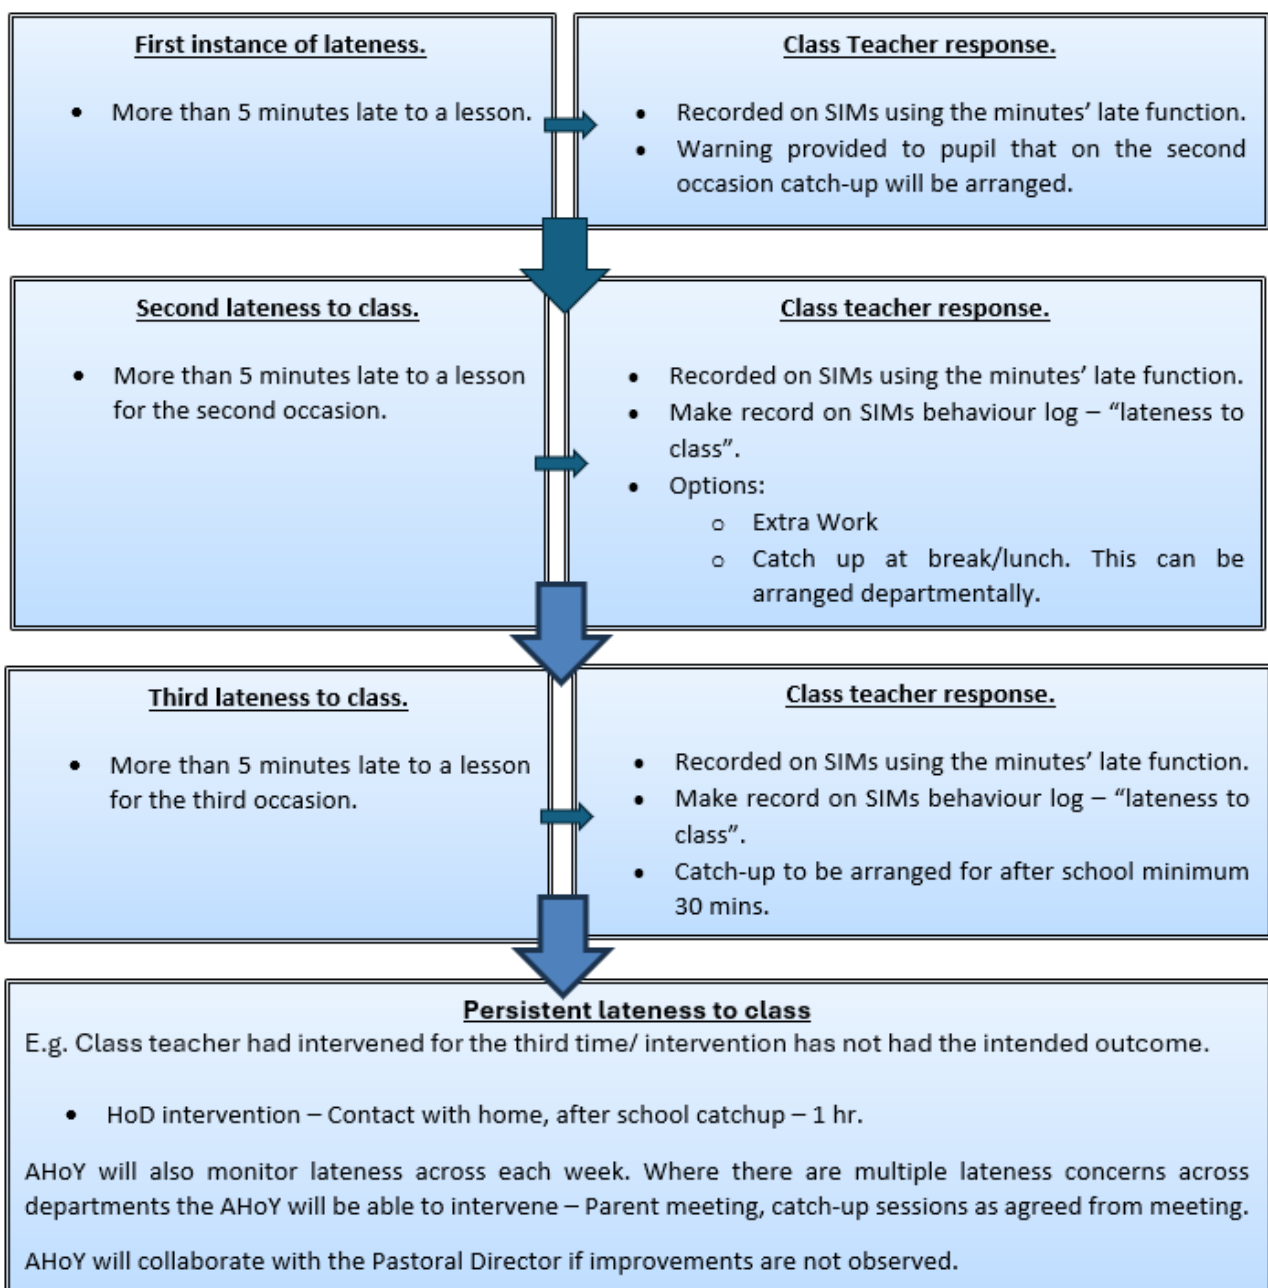 First instance of lateness.
• More than 5 minutes late to a lesson.
Class Teacher response.
• Recorded on SIMs using the minutes’ late function.
• Warning provided to pupil that on the second
occasion catch-up will be arranged.
Second lateness to class.
• More than 5 minutes late to a lesson
for the second occasion.
Class teacher response.
• Recorded on SIMs using the minutes’ late function.
• Make record on SIMs behaviour log – “lateness to
class”.
• Options:
o Extra Work
o Catch up at break/lunch. This can be
arranged departmentally.
Third lateness to class.
• More than 5 minutes late to a lesson
for the third occasion.
Class teacher response.
• Recorded on SIMs using the minutes’ late function.
• Make record on SIMs behaviour log – “lateness to
class”.
• Catch-up to be arranged for after school minimum
30 mins.
Persistent lateness to class
E.g. Class teacher had intervened for the third time/ intervention has not had the intended outcome.
• HoD intervention – Contact with home, after school catchup – 1 hr.
AHoY will also monitor lateness across each week. Where there are multiple lateness concerns across
departments the AHoY will be able to intervene – Parent meeting, catch-up sessions as agreed from meeting.
AHoY will collaborate with the Pastoral Director if improvements are not observed.